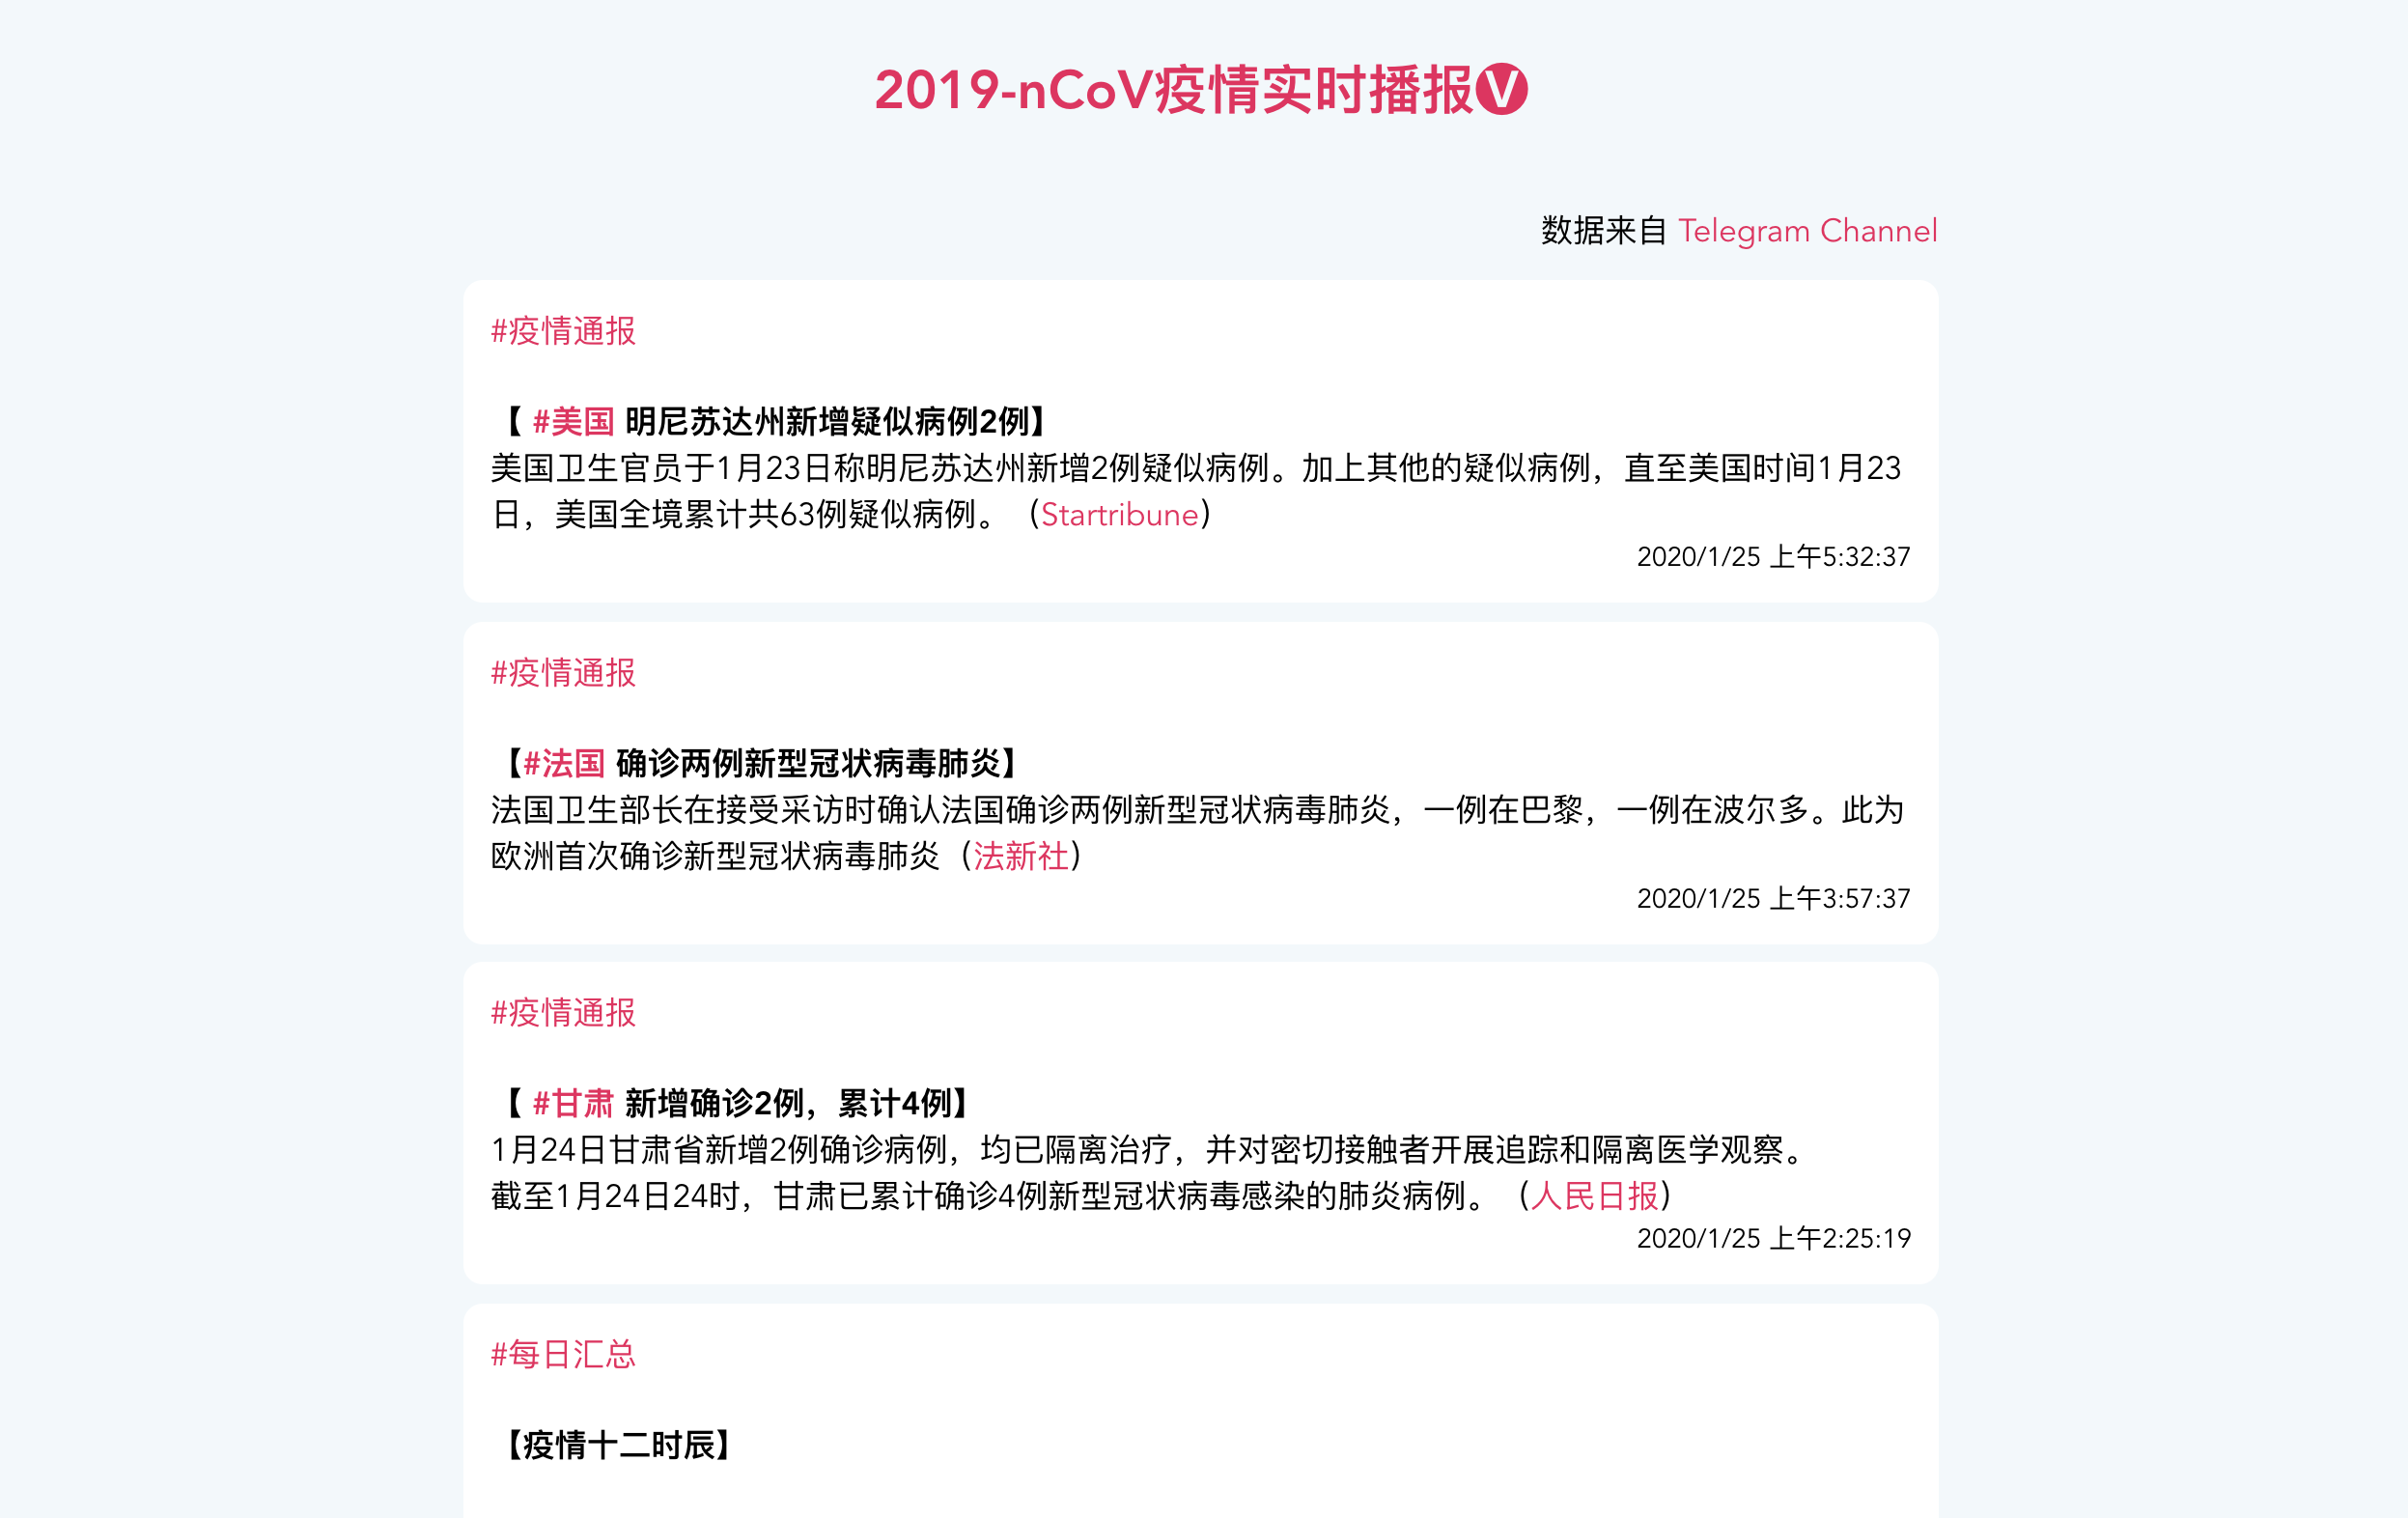 2019-nCoV疫情实时播报V
数据来自 Telegram Channel
#疫情通报
【 #美国 明尼苏达州新增疑似病例2例】
美国卫生官员于1月23日称明尼苏达州新增2例疑似病例。加上其他的疑似病例，直至美国时间1月23
日，美国全境累计共63例疑似病例。（Startribune）
2020/1/25 上午5:32:37
#疫情通报
【#法国 确诊两例新型冠状病毒肺炎】
法国卫生部长在接受采访时确认法国确诊两例新型冠状病毒肺炎，一例在巴黎，一例在波尔多。此为
欧洲首次确诊新型冠状病毒肺炎（法新社）
2020/1/25 上午3:57:37
#疫情通报
【 #甘肃 新增确诊2例，累计4例】
1月24日甘肃省新增2例确诊病例，均已隔离治疗，并对密切接触者开展追踪和隔离医学观察。
截至1月24日24时，甘肃已累计确诊4例新型冠状病毒感染的肺炎病例。（人民日报）
2020/1/25 上午2:25:19
#每日汇总
【疫情十二时辰】